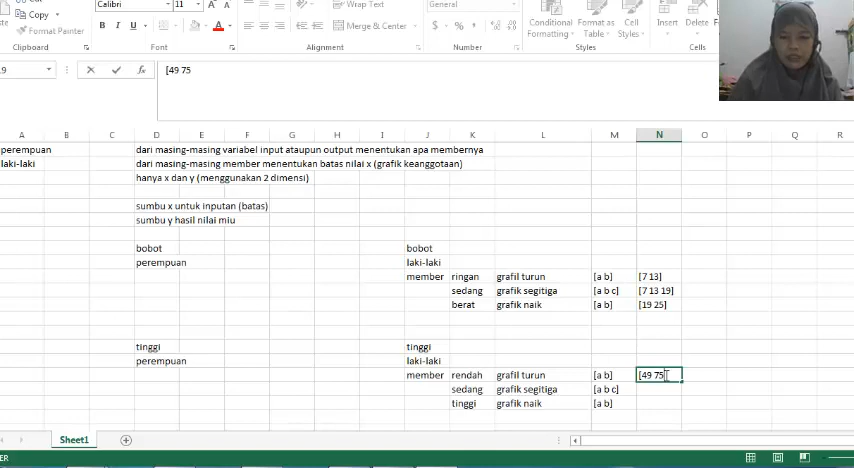 Copy
Format Painter
Clipboard
Calibri 11
B I U
Font
Wrap Text
Merge & Center
Alignment
General
$ %
Number
Conditional Formatting
Format as Table
Cell Styles
Styles
Insert Delete
Cells
19
fx
[49 75
A B C D E F G H I J K L M N O P Q R
perempuan dari masing-masing variabel input ataupun output menentukan apa membernya
laki-laki dari masing-masing member menentukan batas nilai x (grafik keanggotaan)
hanya x dan y (menggunakan 2 dimensi)
sumbu x untuk inputan (batas)
sumbu y hasil nilai miu
bobot bobot
perempuan laki-laki
member ringan grafil turun [a b] [7 13]
sedang grafik segitiga [a b c] [7 13 19]
berat grafik naik [a b] [19 25]
tinggi tinggi
perempuan laki-laki
member rendah grafil turun [a b] [49 75
sedang grafik segitiga [a b c]
tinggi grafik naik [a b]
Sheet1